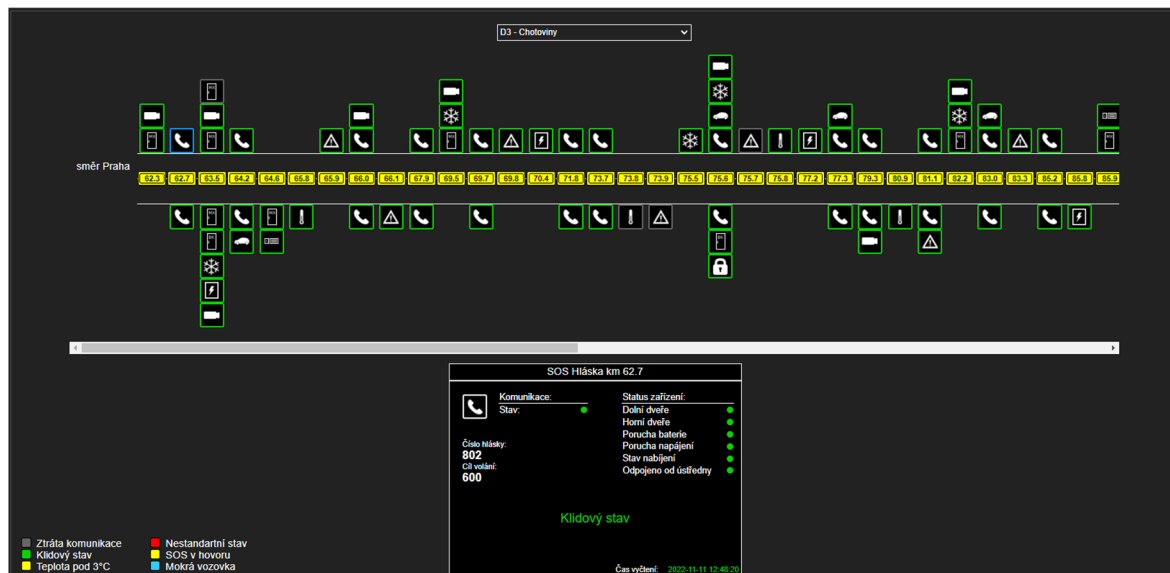 D3 - Chotoviny
směr Praha
62.3 62.7 63.5 64.2 64.6 65.8 65.9 66.0 66.1 67.9 69.5 69.7 69.8 70.4 71.8 73.7 73.8 73.9 75.5 75.6 75.7 75.8 77.2 77.3 79.3 80.9 81.1 82.2 83.0 83.3 85.2 85.8 85.9
SOS Hláska km 62.7
Komunikace:
Stav:
Číslo hlásky:
802
Cíl volání:
600
Status zařízení:
Dolní dveře
Horní dveře
Porucha baterie
Porucha napájení
Stav nabíjení
Odpojeno od ústředny
Klidový stav
Čas vyčtení: 2022-11-11 12:46:20
Ztráta komunikace
Klidový stav
Teplota pod 3°C
Nestandartní stav
SOS v hovoru
Mokrá vozovka